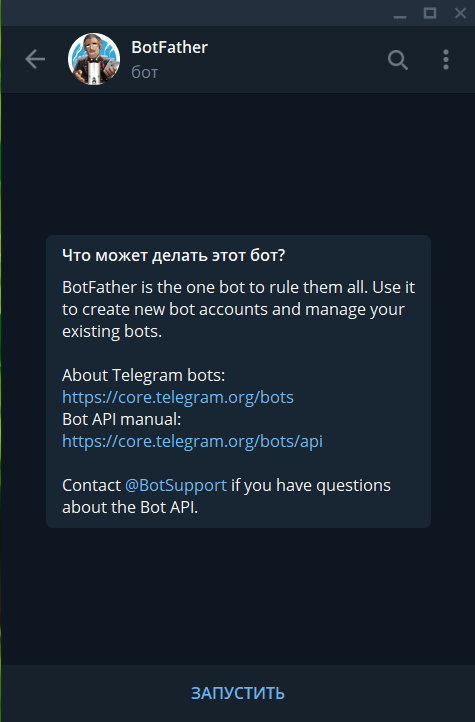 BotFather
бот
Что может делать этот бот?
BotFather is the one bot to rule them all. Use it
to create new bot accounts and manage your
existing bots.
About Telegram bots:
https://core.telegram.org/bots
Bot API manual:
https://core.telegram.org/bots/api
Contact @BotSupport if you have questions
about the Bot API.
ЗАПУСТИТЬ